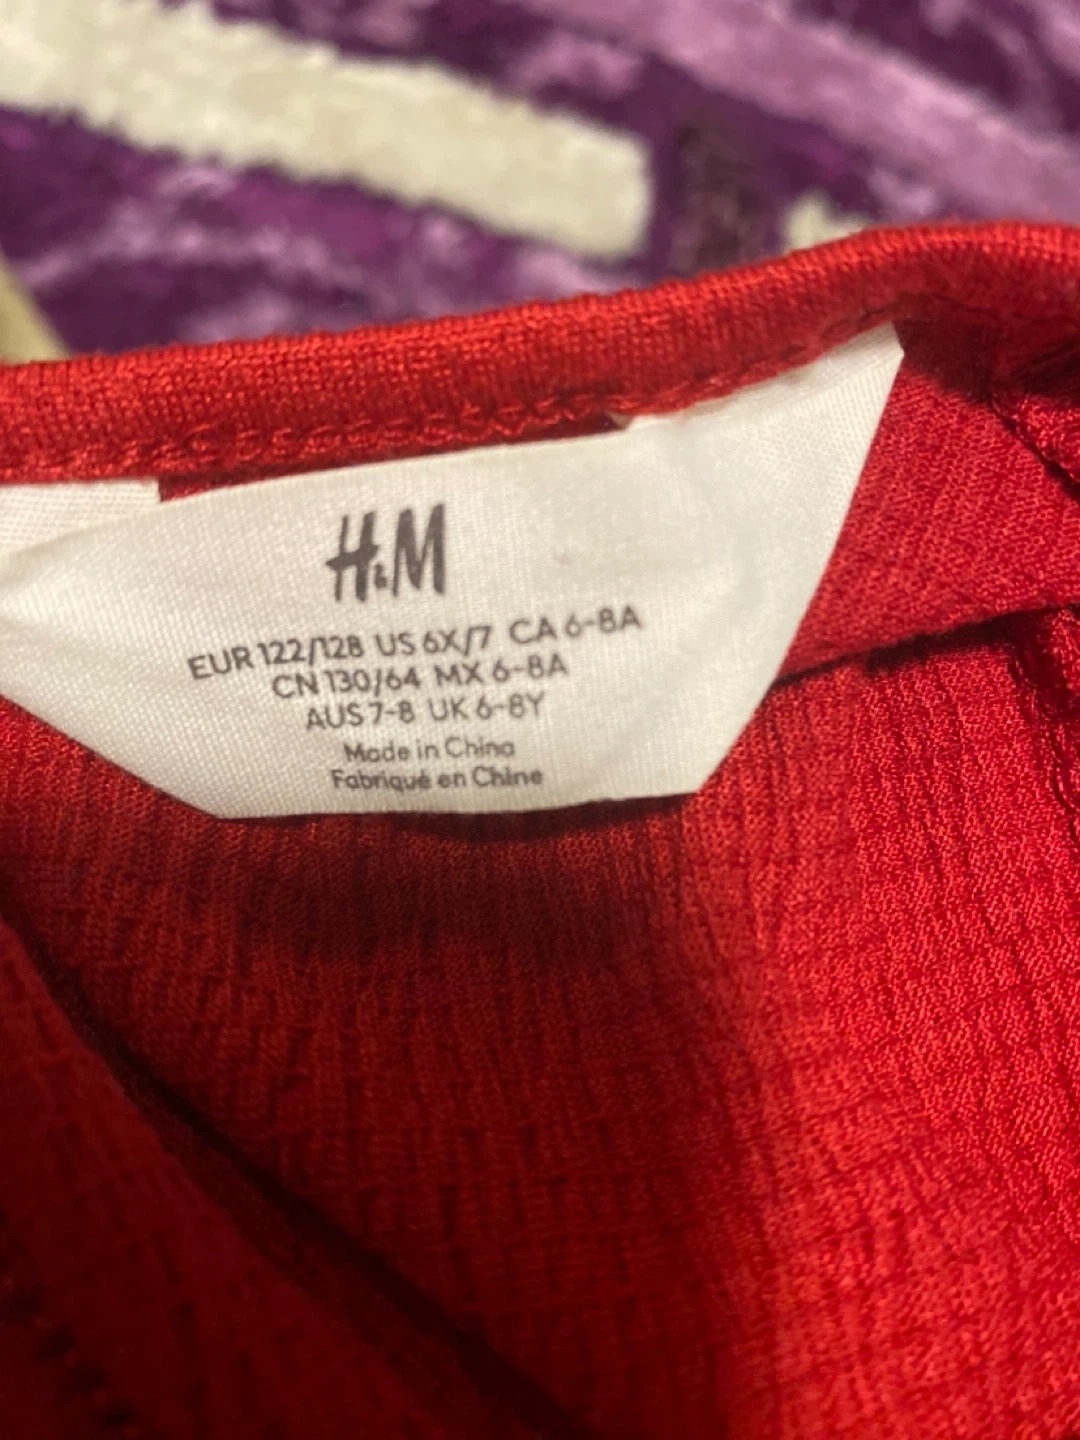 H&M
EUR 122/128 US 6X/7 CA 6-8A
CN 130/64 MX 6-8A
AUS 7-8 UK 6-8Y
Made in China
Fabriqué en Chine